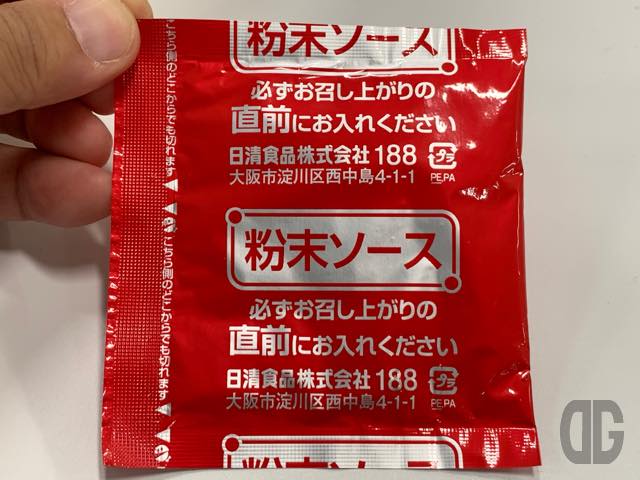 粉末ソース
必ずお召し上がりの
直前にお入れください
日清食品株式会社 188 プラ
大阪市淀川区西中島4-1-1 PE,PA
粉末ソース
必ずお召し上がりの
直前にお入れください
日清食品株式会社 188 プラ
大阪市淀川区西中島4-1-1 PE,PA
粉末ソース
こちら側のどこからでも切れます
こちら側のどこからでも切れます
DG